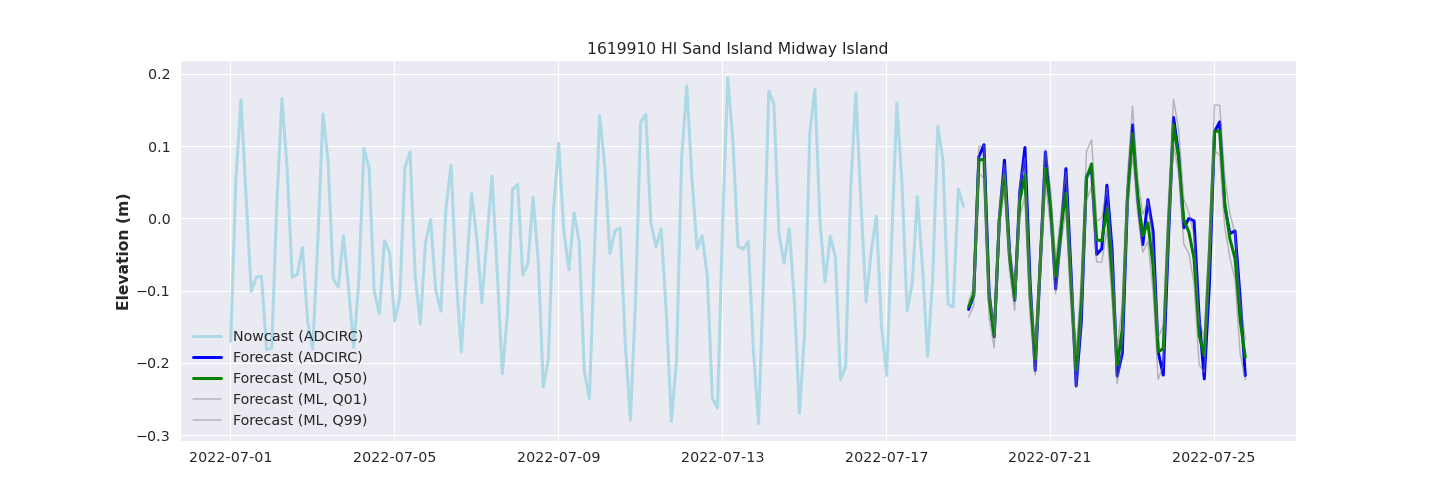 1619910 HI Sand Island Midway Island
Elevation (m)
0.2
0.1
0.0
−0.1
−0.2
−0.3
Nowcast (ADCIRC)
Forecast (ADCIRC)
Forecast (ML, Q50)
Forecast (ML, Q01)
Forecast (ML, Q99)
2022-07-01 2022-07-05 2022-07-09 2022-07-13 2022-07-17 2022-07-21 2022-07-25